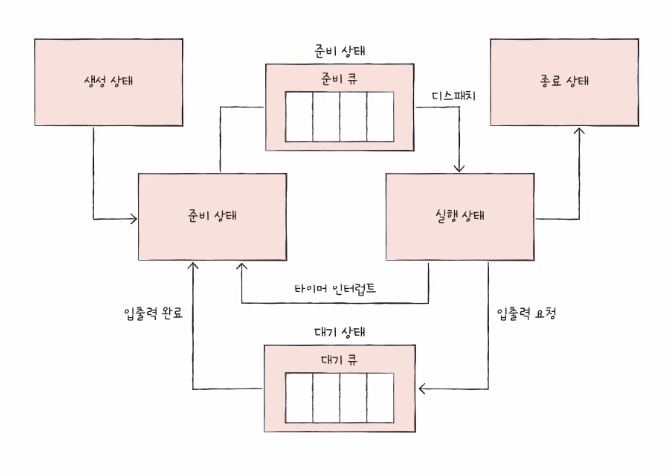 준비 상태
생성 상태
준비 큐
종료 상태
디스패치
준비 상태
실행 상태
타이머 인터럽트
입출력 완료
입출력 요청
대기 상태
대기 큐